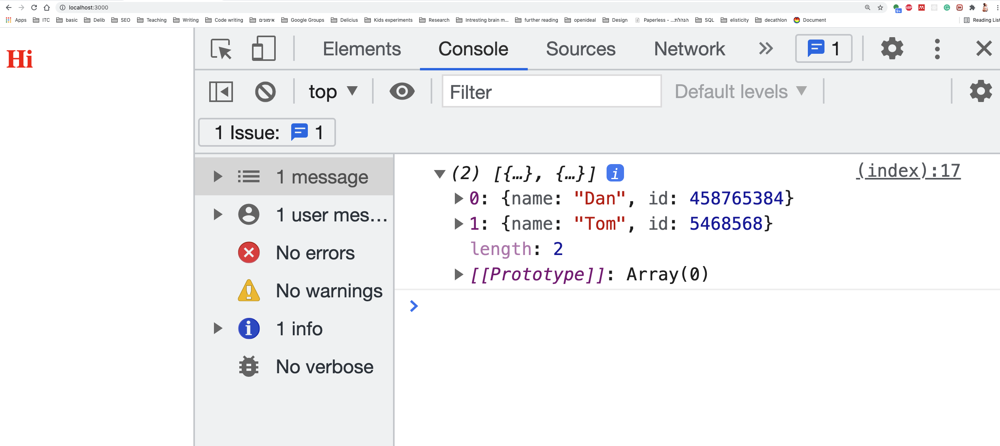 localhost:3000
Apps ITC basic Delib SEO Teaching Writing Code writing אימונים Google Groups Delicius Kids experiments Research Intresting brain m... further reading openideal Design Paperless - ...הנהלת SQL elisticity decathlon Document Reading List
Hi
Elements Console Sources Network 1
top Filter Default levels
1 Issue: 1
1 message
1 user mes...
No errors
No warnings
1 info
No verbose
(2) [{…}, {…}] i (index):17
0: {name: "Dan", id: 458765384}
1: {name: "Tom", id: 5468568}
length: 2
[[Prototype]]: Array(0)
9+
ABP